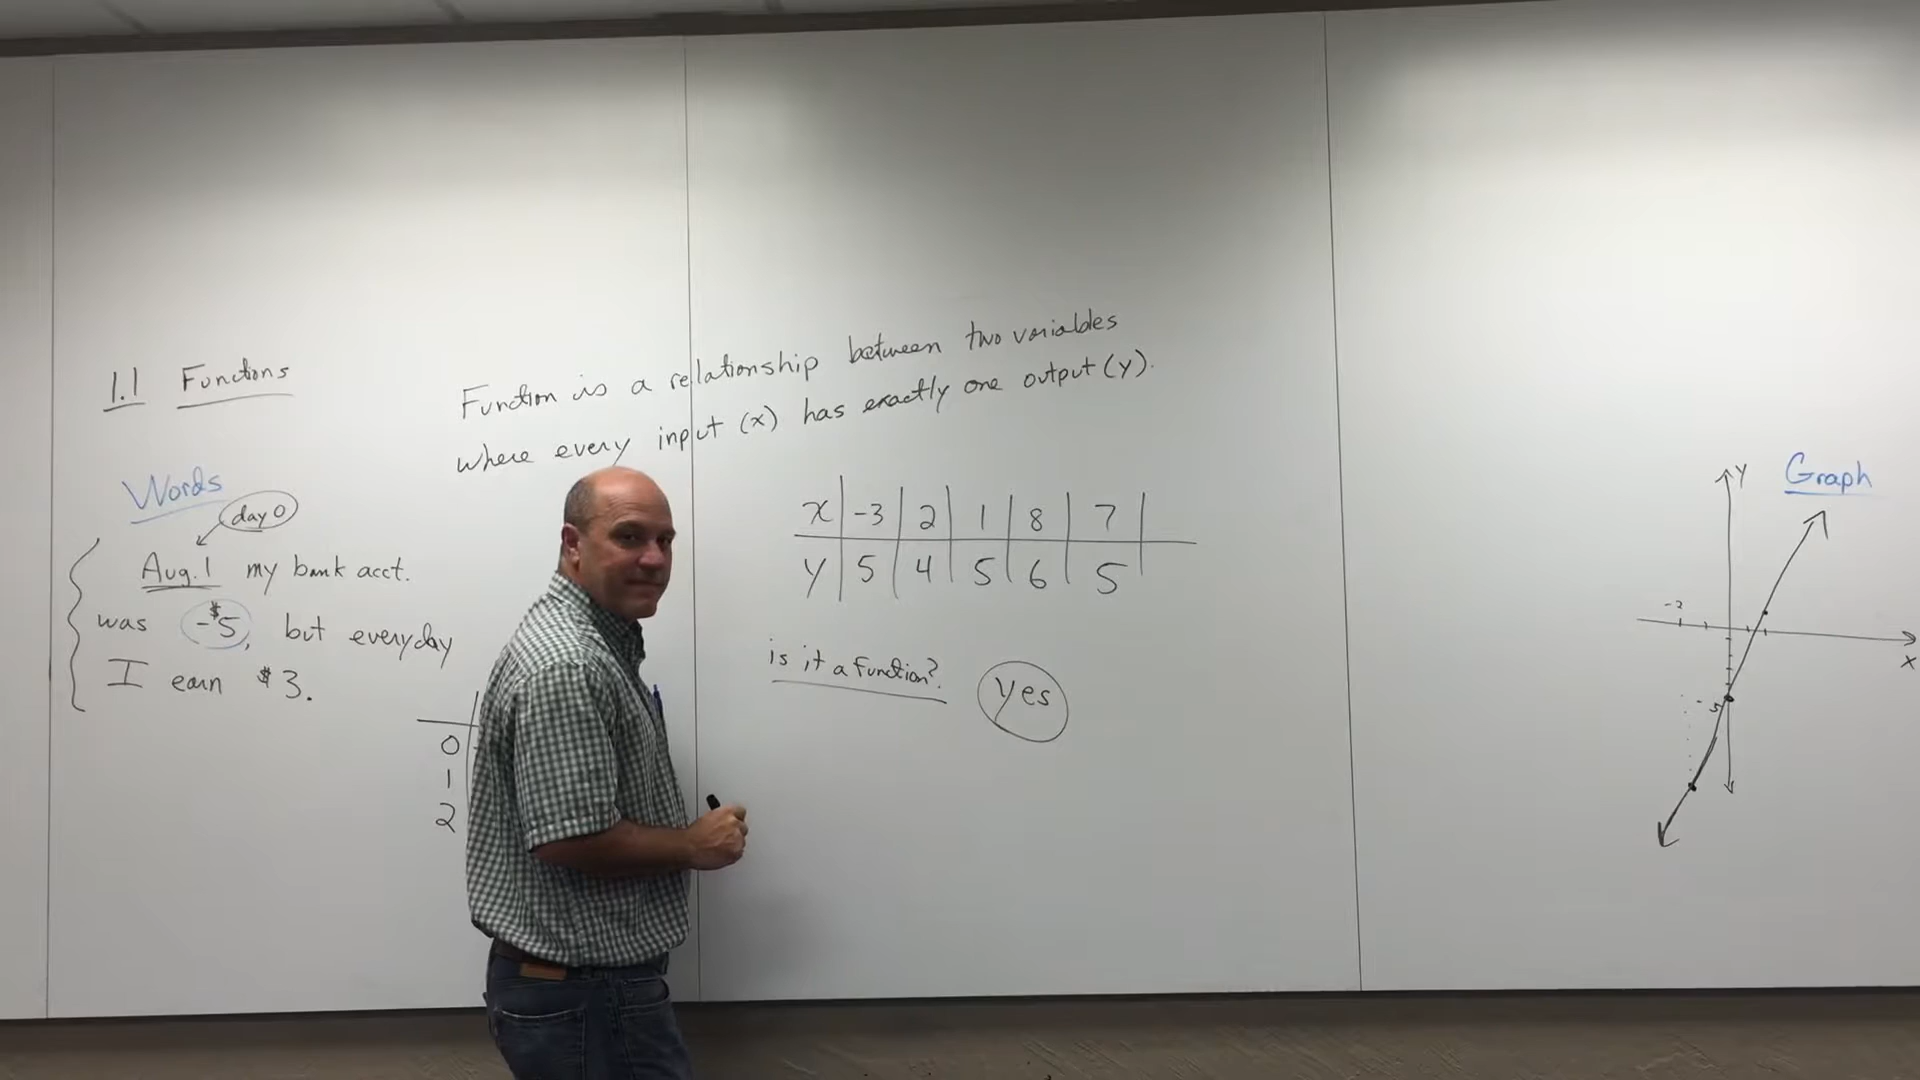 1.1 Functions
Function is a relationship between two variables
where every input (x) has exactly one output (y).
Words
day 0
Aug. 1 my bank acct.
was -$5, but everyday
I earn $3.
0
1
2
x -3 2 1 8 7
y 5 4 5 6 5
is it a function? yes
Graph
y
-2
x
-5